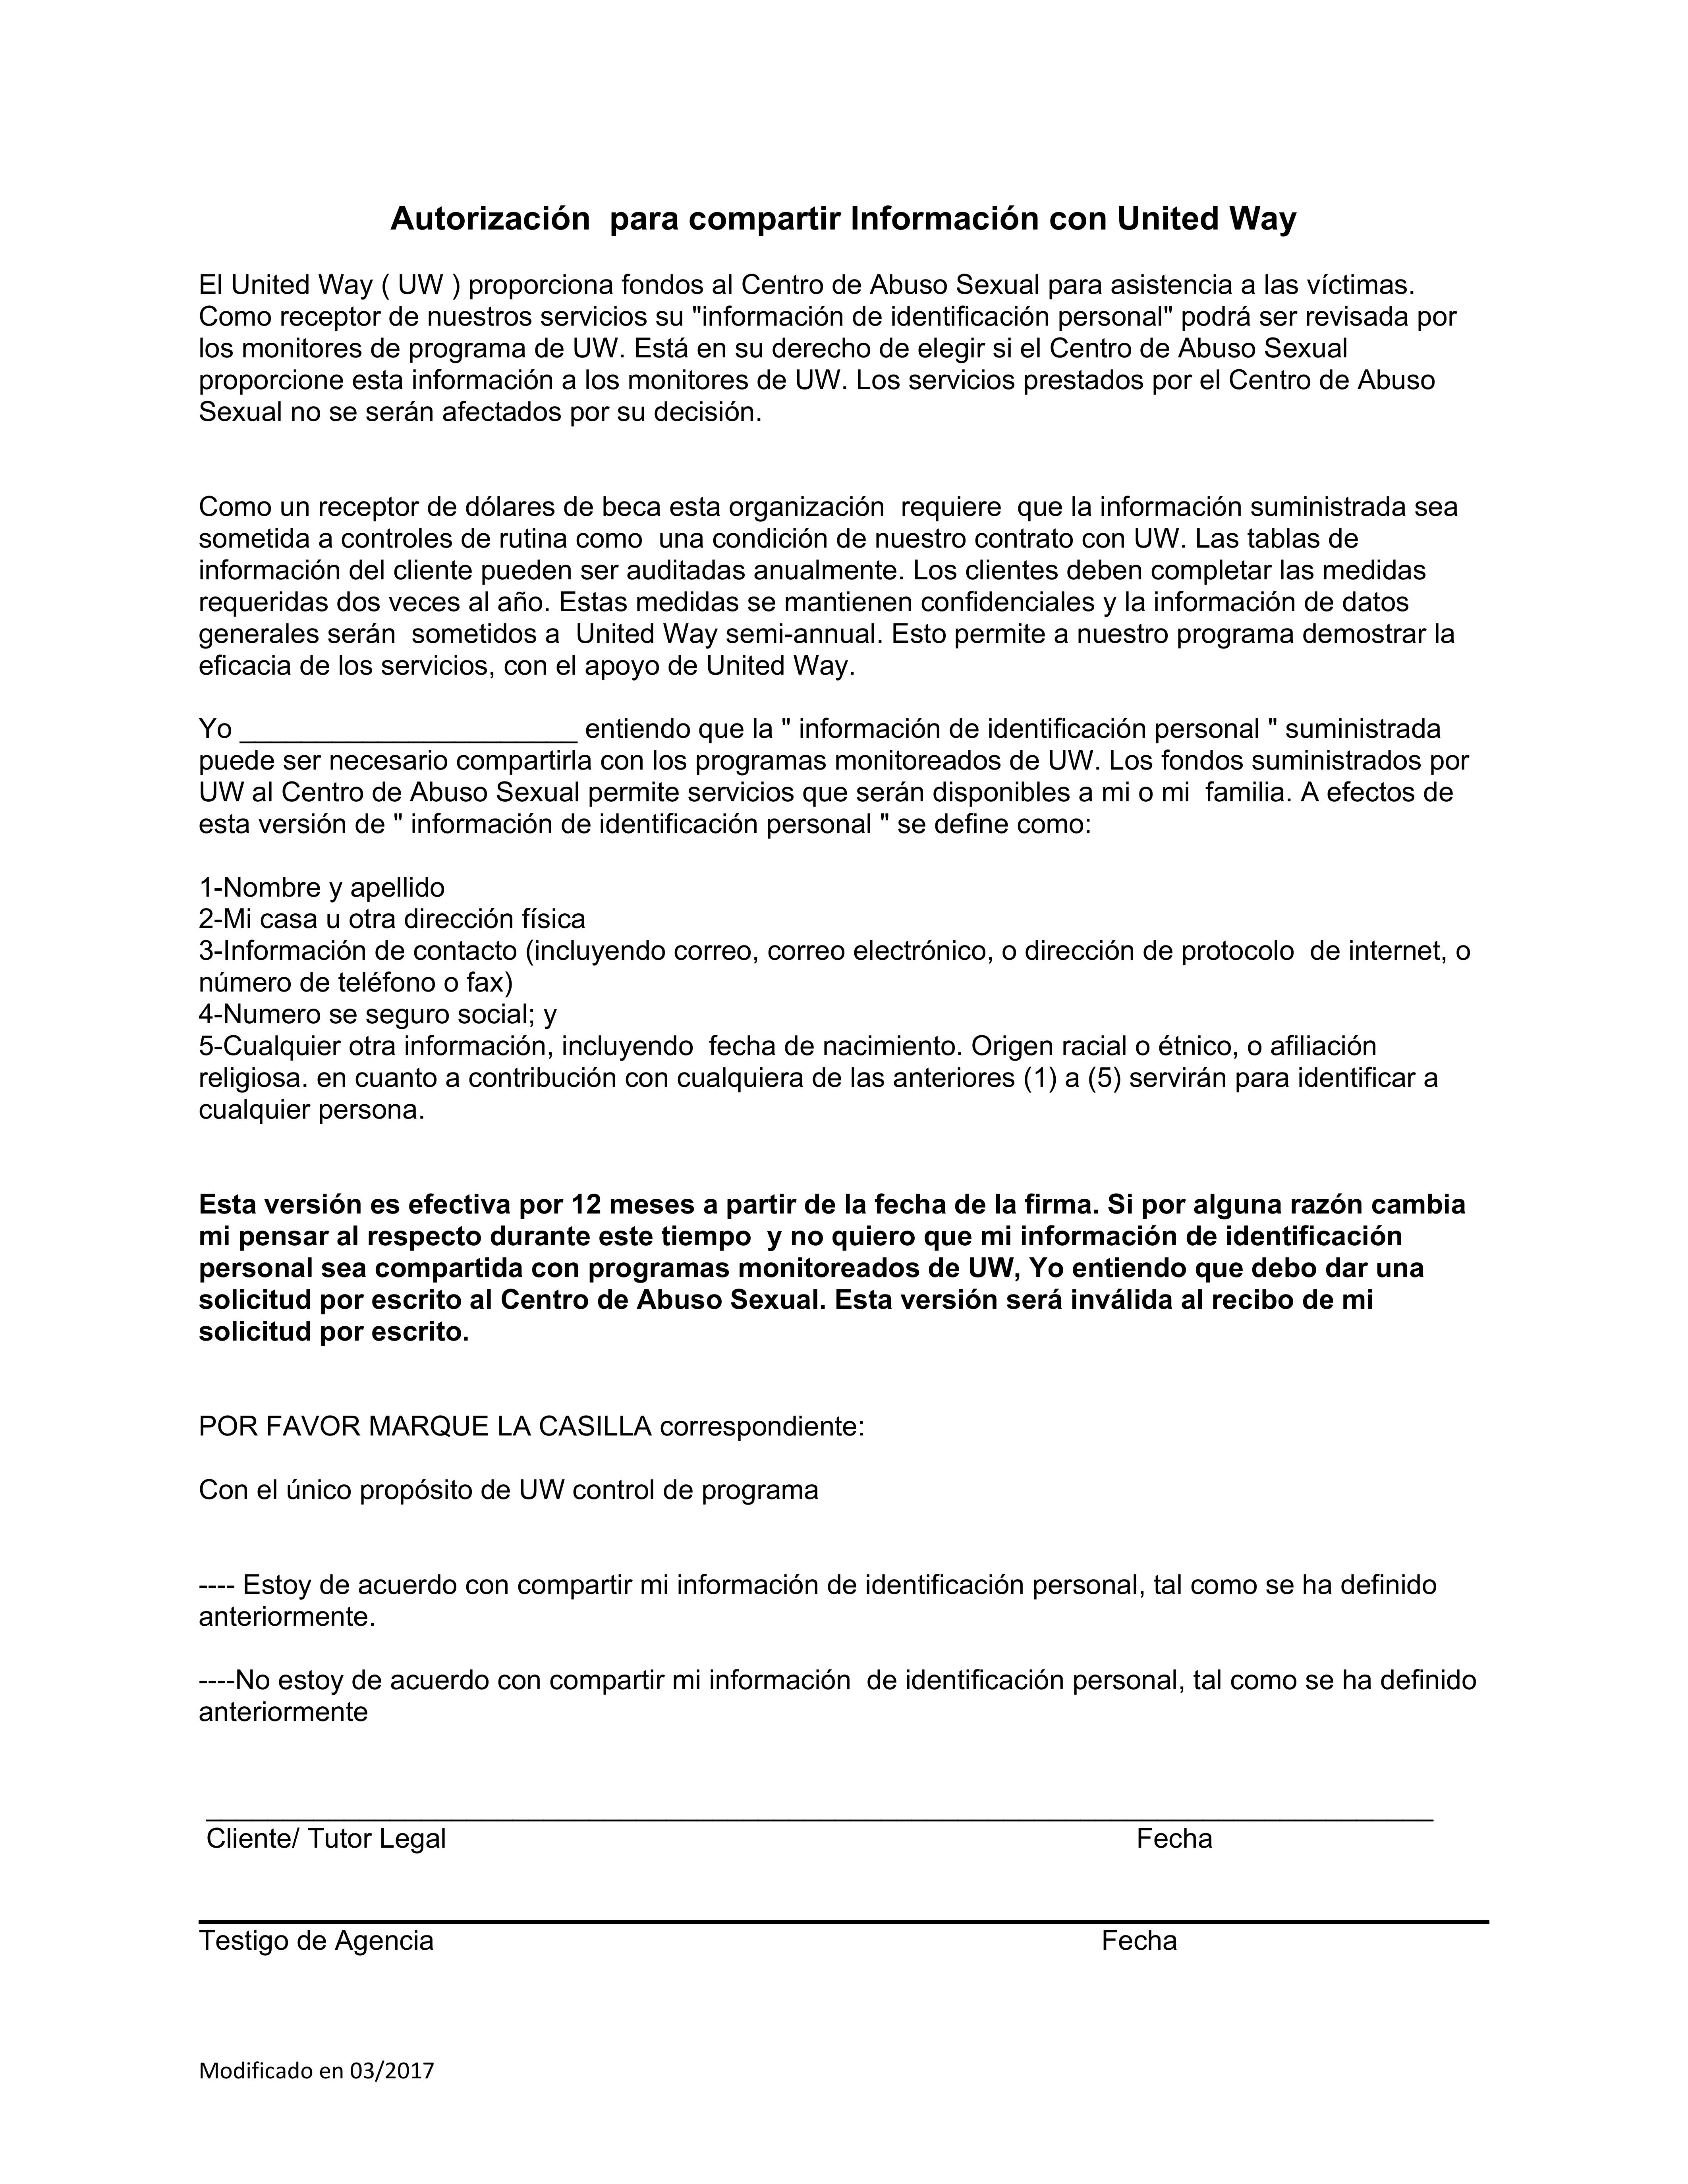 Autorización  para compartir Información con United Way
El United Way ( UW ) proporciona fondos al Centro de Abuso Sexual para asistencia a las víctimas.
Como receptor de nuestros servicios su "información de identificación personal" podrá ser revisada por
los monitores de programa de UW. Está en su derecho de elegir si el Centro de Abuso Sexual
proporcione esta información a los monitores de UW. Los servicios prestados por el Centro de Abuso
Sexual no se serán afectados por su decisión.
Como un receptor de dólares de beca esta organización  requiere  que la información suministrada sea
sometida a controles de rutina como  una condición de nuestro contrato con UW. Las tablas de
información del cliente pueden ser auditadas anualmente. Los clientes deben completar las medidas
requeridas dos veces al año. Estas medidas se mantienen confidenciales y la información de datos
generales serán  sometidos a  United Way semi-annual. Esto permite a nuestro programa demostrar la
eficacia de los servicios, con el apoyo de United Way.
Yo ______________________ entiendo que la " información de identificación personal " suministrada
puede ser necesario compartirla con los programas monitoreados de UW. Los fondos suministrados por
UW al Centro de Abuso Sexual permite servicios que serán disponibles a mi o mi  familia. A efectos de
esta versión de " información de identificación personal " se define como:
1-Nombre y apellido
2-Mi casa u otra dirección física
3-Información de contacto (incluyendo correo, correo electrónico, o dirección de protocolo  de internet, o
número de teléfono o fax)
4-Numero se seguro social; y
5-Cualquier otra información, incluyendo  fecha de nacimiento. Origen racial o étnico, o afiliación
religiosa. en cuanto a contribución con cualquiera de las anteriores (1) a (5) servirán para identificar a
cualquier persona.
Esta versión es efectiva por 12 meses a partir de la fecha de la firma. Si por alguna razón cambia
mi pensar al respecto durante este tiempo  y no quiero que mi información de identificación
personal sea compartida con programas monitoreados de UW, Yo entiendo que debo dar una
solicitud por escrito al Centro de Abuso Sexual. Esta versión será inválida al recibo de mi
solicitud por escrito.
POR FAVOR MARQUE LA CASILLA correspondiente:
Con el único propósito de UW control de programa
---- Estoy de acuerdo con compartir mi información de identificación personal, tal como se ha definido
anteriormente.
----No estoy de acuerdo con compartir mi información  de identificación personal, tal como se ha definido
anteriormente
Cliente/ Tutor Legal Fecha
Testigo de Agencia Fecha
Modificado en 03/2017